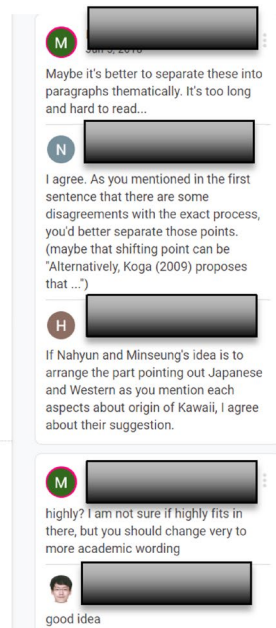 M
Maybe it's better to separate these into
paragraphs thematically. It's too long
and hard to read...
N
I agree. As you mentioned in the first
sentence that there are some
disagreements with the exact process,
you'd better separate those points.
(maybe that shifting point can be
"Alternatively, Koga (2009) proposes
that ...")
H
If Nahyun and Minseung's idea is to
arrange the part pointing out Japanese
and Western as you mention each
aspects about origin of Kawaii, I agree
about their suggestion.
M
highly? I am not sure if highly fits in
there, but you should change very to
more academic wording
good idea